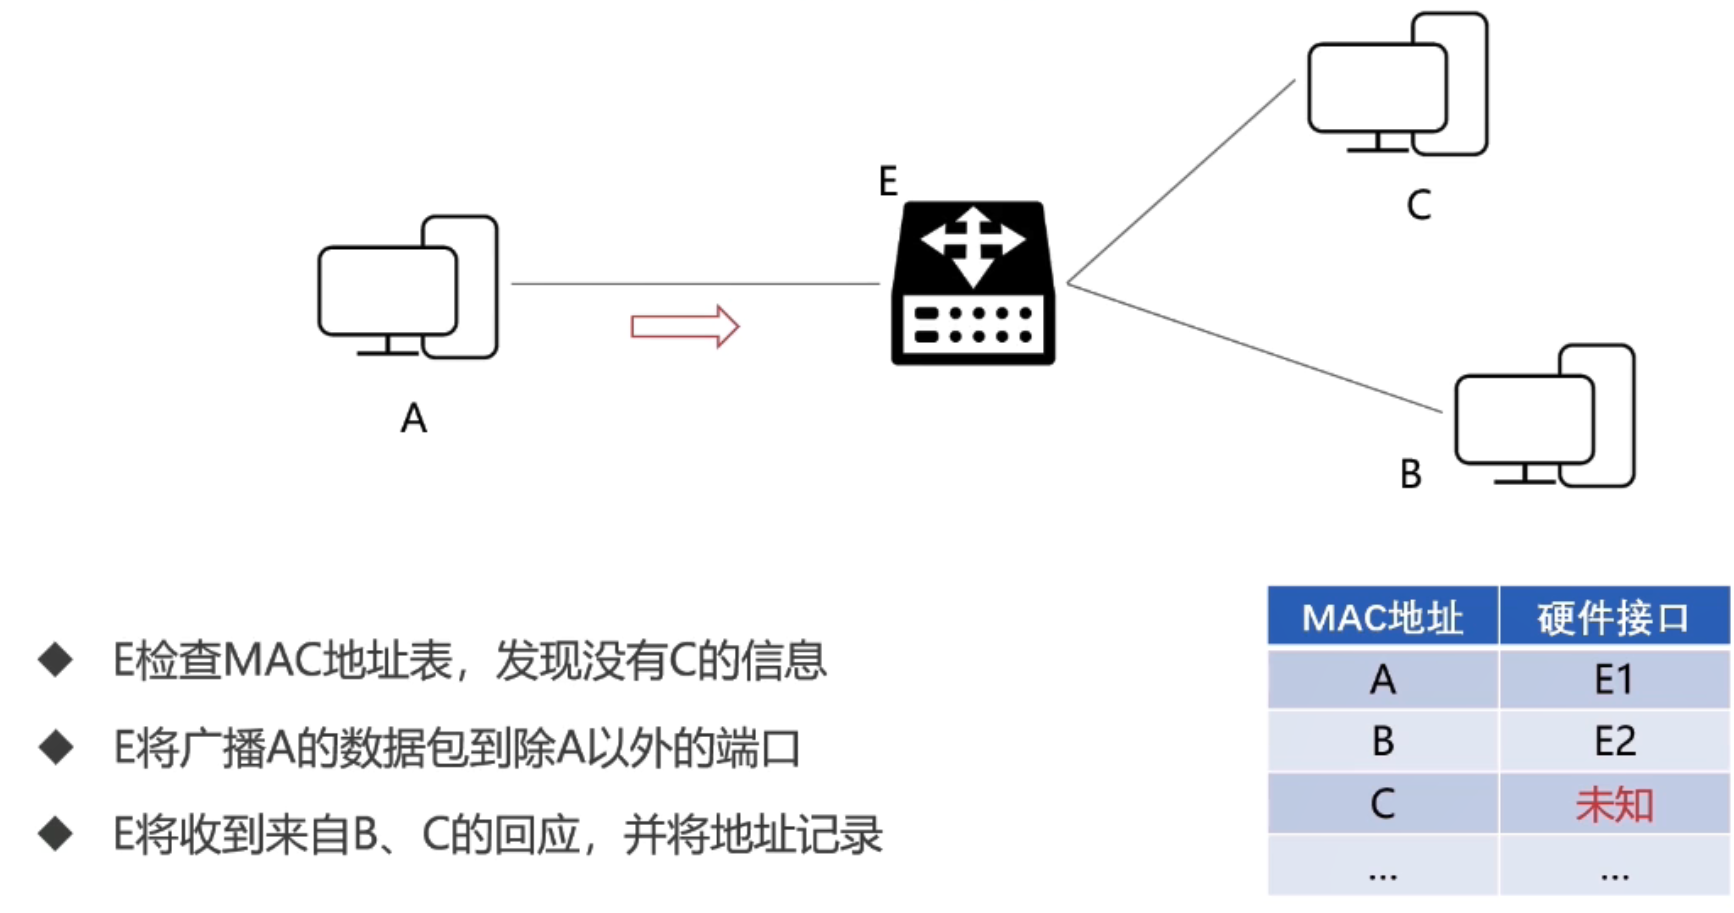 E
C
A
B
E检查MAC地址表，发现没有C的信息
E将广播A的数据包到除A以外的端口
E将收到来自B、C的回应，并将地址记录
MAC地址 硬件接口
A E1
B E2
C 未知
... ...